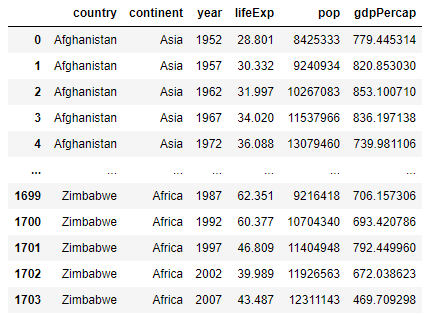 country continent year lifeExp pop gdpPercap
0 Afghanistan Asia 1952 28.801 8425333 779.445314
1 Afghanistan Asia 1957 30.332 9240934 820.853030
2 Afghanistan Asia 1962 31.997 10267083 853.100710
3 Afghanistan Asia 1967 34.020 11537966 836.197138
4 Afghanistan Asia 1972 36.088 13079460 739.981106
... ... ... ... ... ... ...
1699 Zimbabwe Africa 1987 62.351 9216418 706.157306
1700 Zimbabwe Africa 1992 60.377 10704340 693.420786
1701 Zimbabwe Africa 1997 46.809 11404948 792.449960
1702 Zimbabwe Africa 2002 39.989 11926563 672.038623
1703 Zimbabwe Africa 2007 43.487 12311143 469.709298